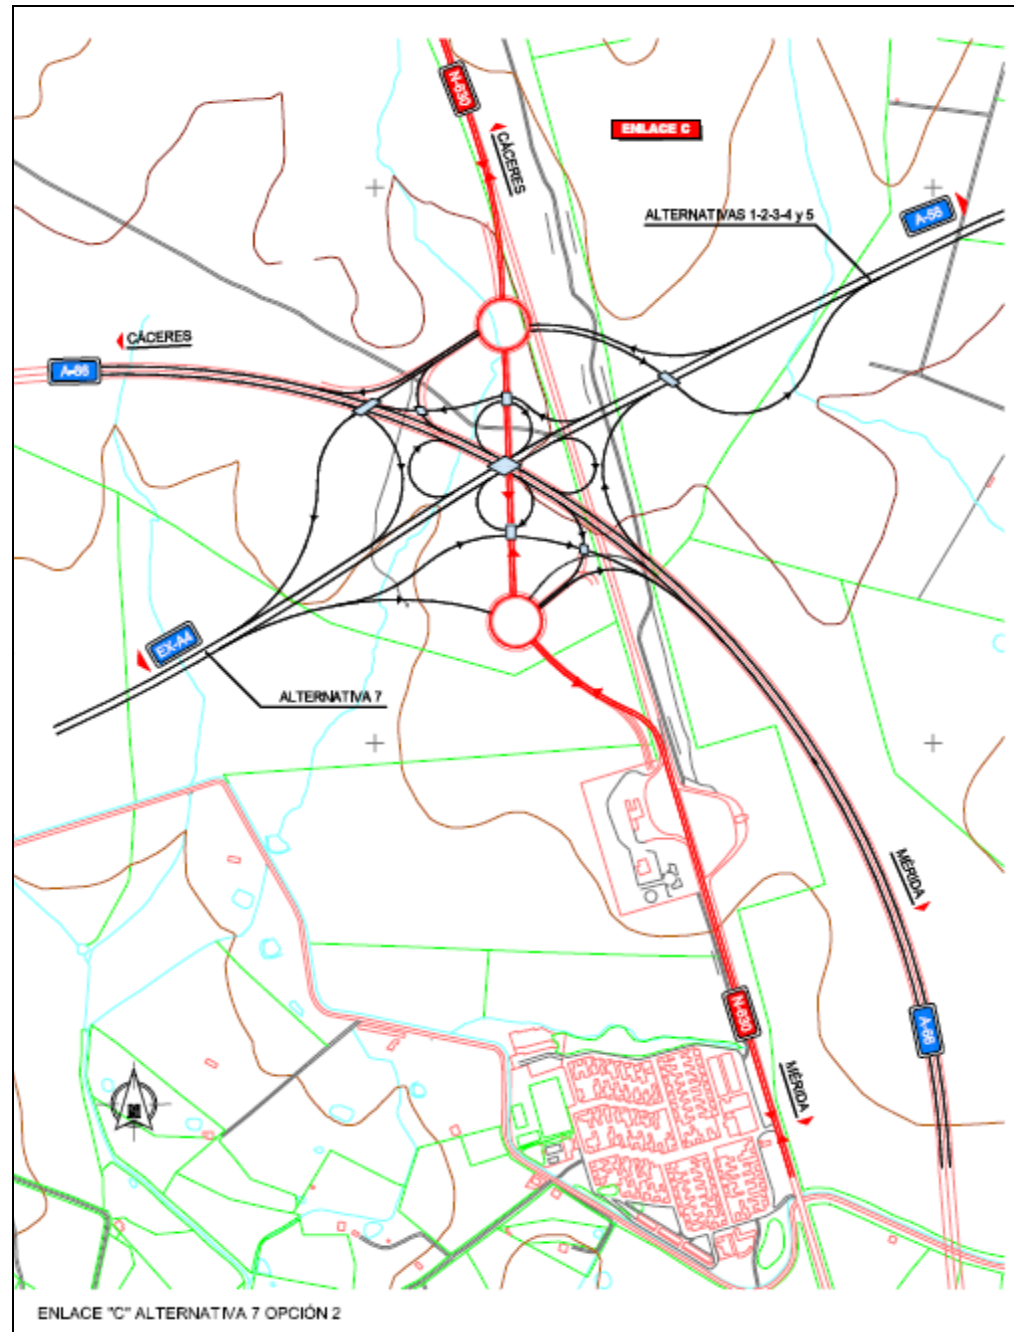 N-630
ENLACE C
CÁCERES
ALTERNATIVAS 1-2-3-4 y 5
CÁCERES
A-66
EX-A4
ALTERNATIVA 7
MÉRIDA
N-630
A-66
MÉRIDA
ENLACE "C" ALTERNATIVA 7 OPCIÓN 2